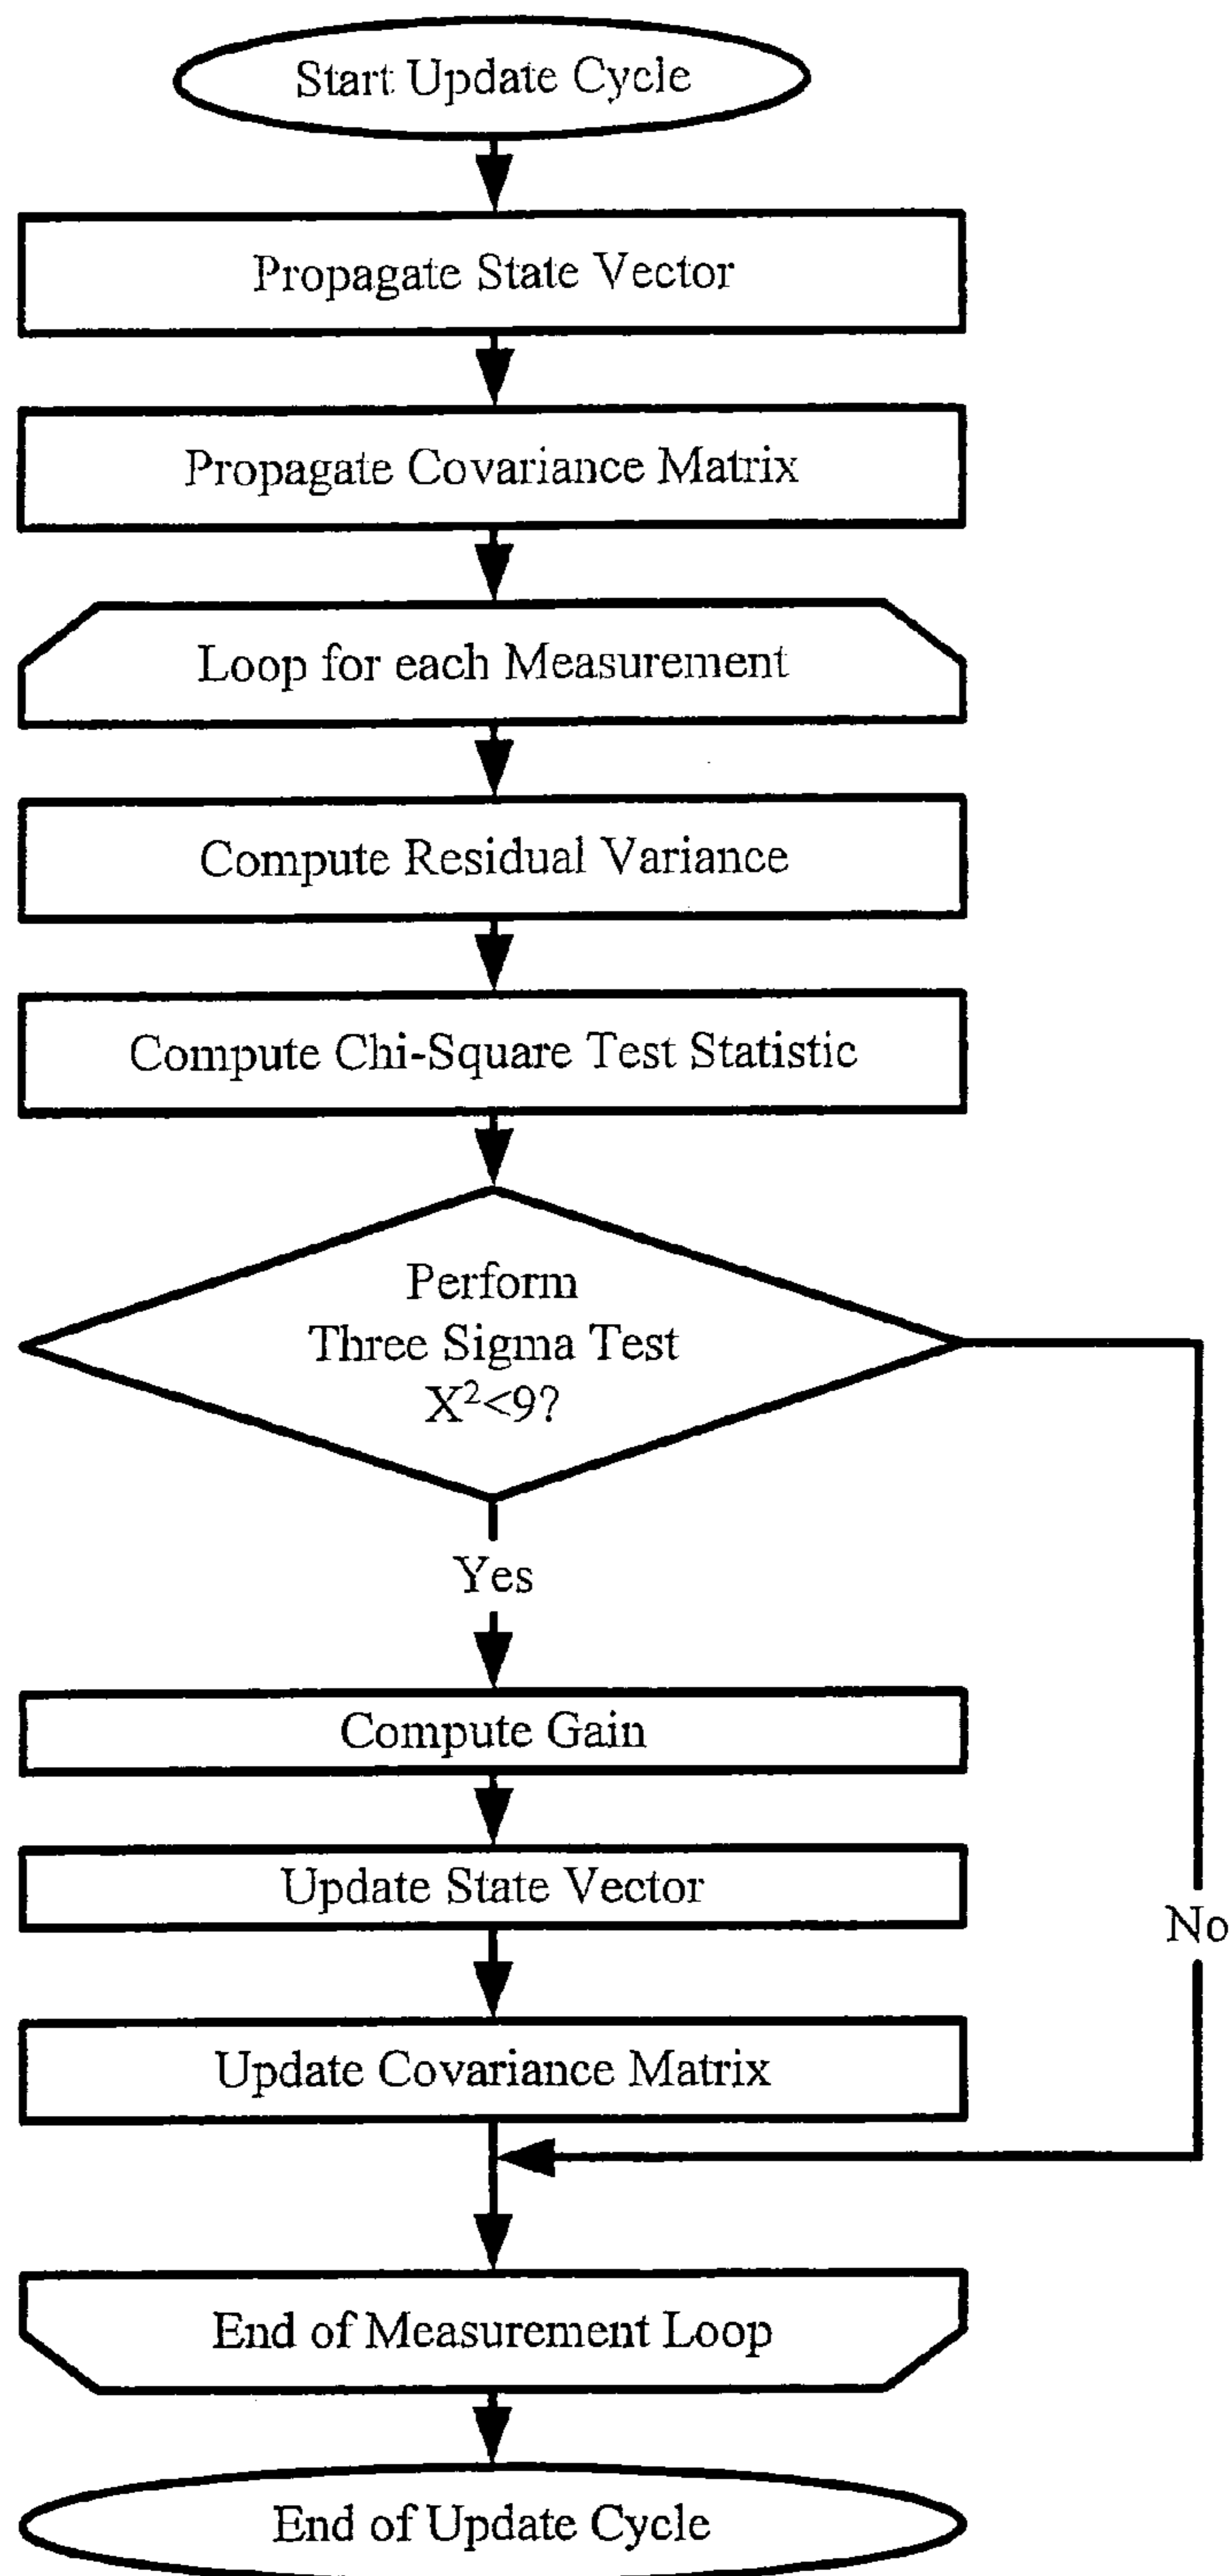 Start Update Cycle
Propagate State Vector
Propagate Covariance Matrix
Loop for each Measurement
Compute Residual Variance
Compute Chi-Square Test Statistic
Perform
Three Sigma Test
X²<9?
Yes
Compute Gain
Update State Vector
No
Update Covariance Matrix
End of Measurement Loop
End of Update Cycle